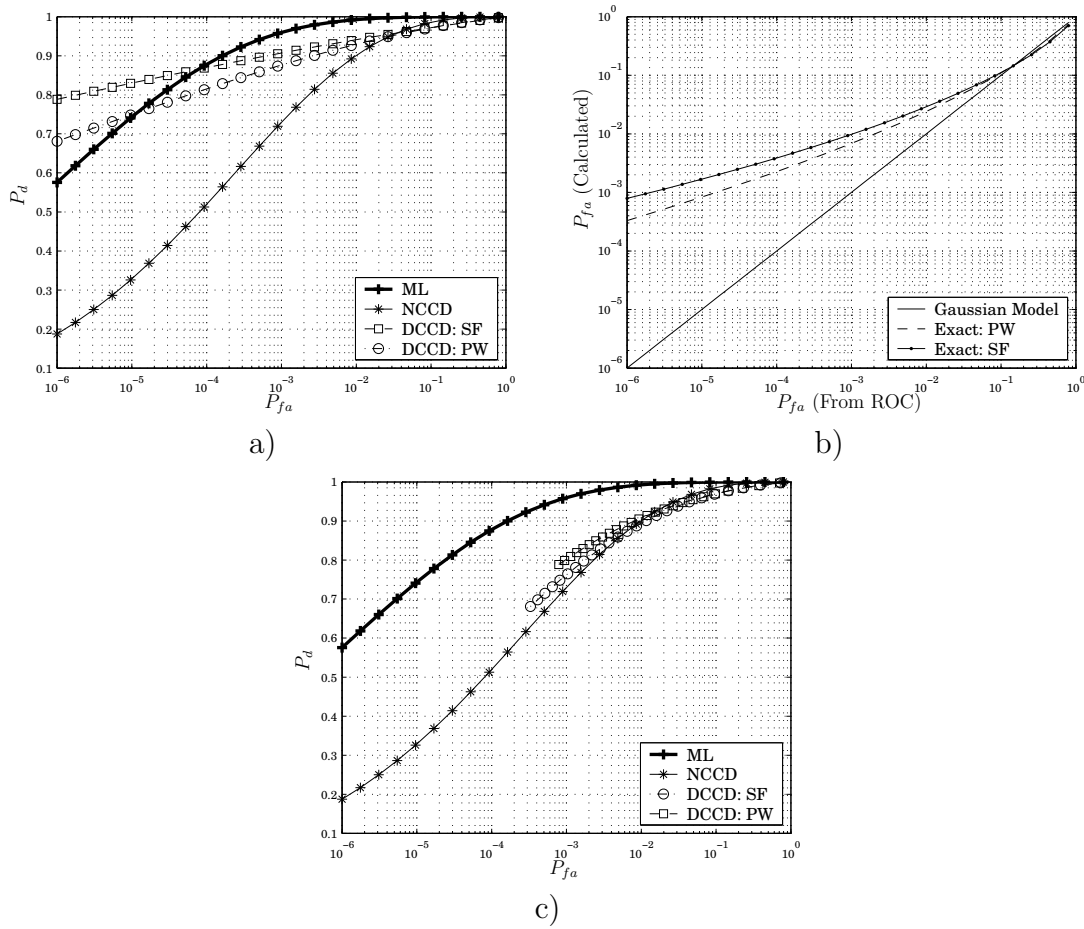 1
0.9
0.8
0.7
0.6
0.5
0.4
0.3
0.2
0.1
P_d
10^-6
10^-5
10^-4
10^-3
10^-2
10^-1
10^0
P_fa
ML
NCCD
DCCD: SF
DCCD: PW
a)
10^0
10^-1
10^-2
10^-3
10^-4
10^-5
10^-6
P_fa (Calculated)
10^-6
10^-5
10^-4
10^-3
10^-2
10^-1
10^0
P_fa (From ROC)
Gaussian Model
Exact: PW
Exact: SF
b)
1
0.9
0.8
0.7
0.6
0.5
0.4
0.3
0.2
0.1
P_d
10^-6
10^-5
10^-4
10^-3
10^-2
10^-1
10^0
P_fa
ML
NCCD
DCCD: SF
DCCD: PW
c)